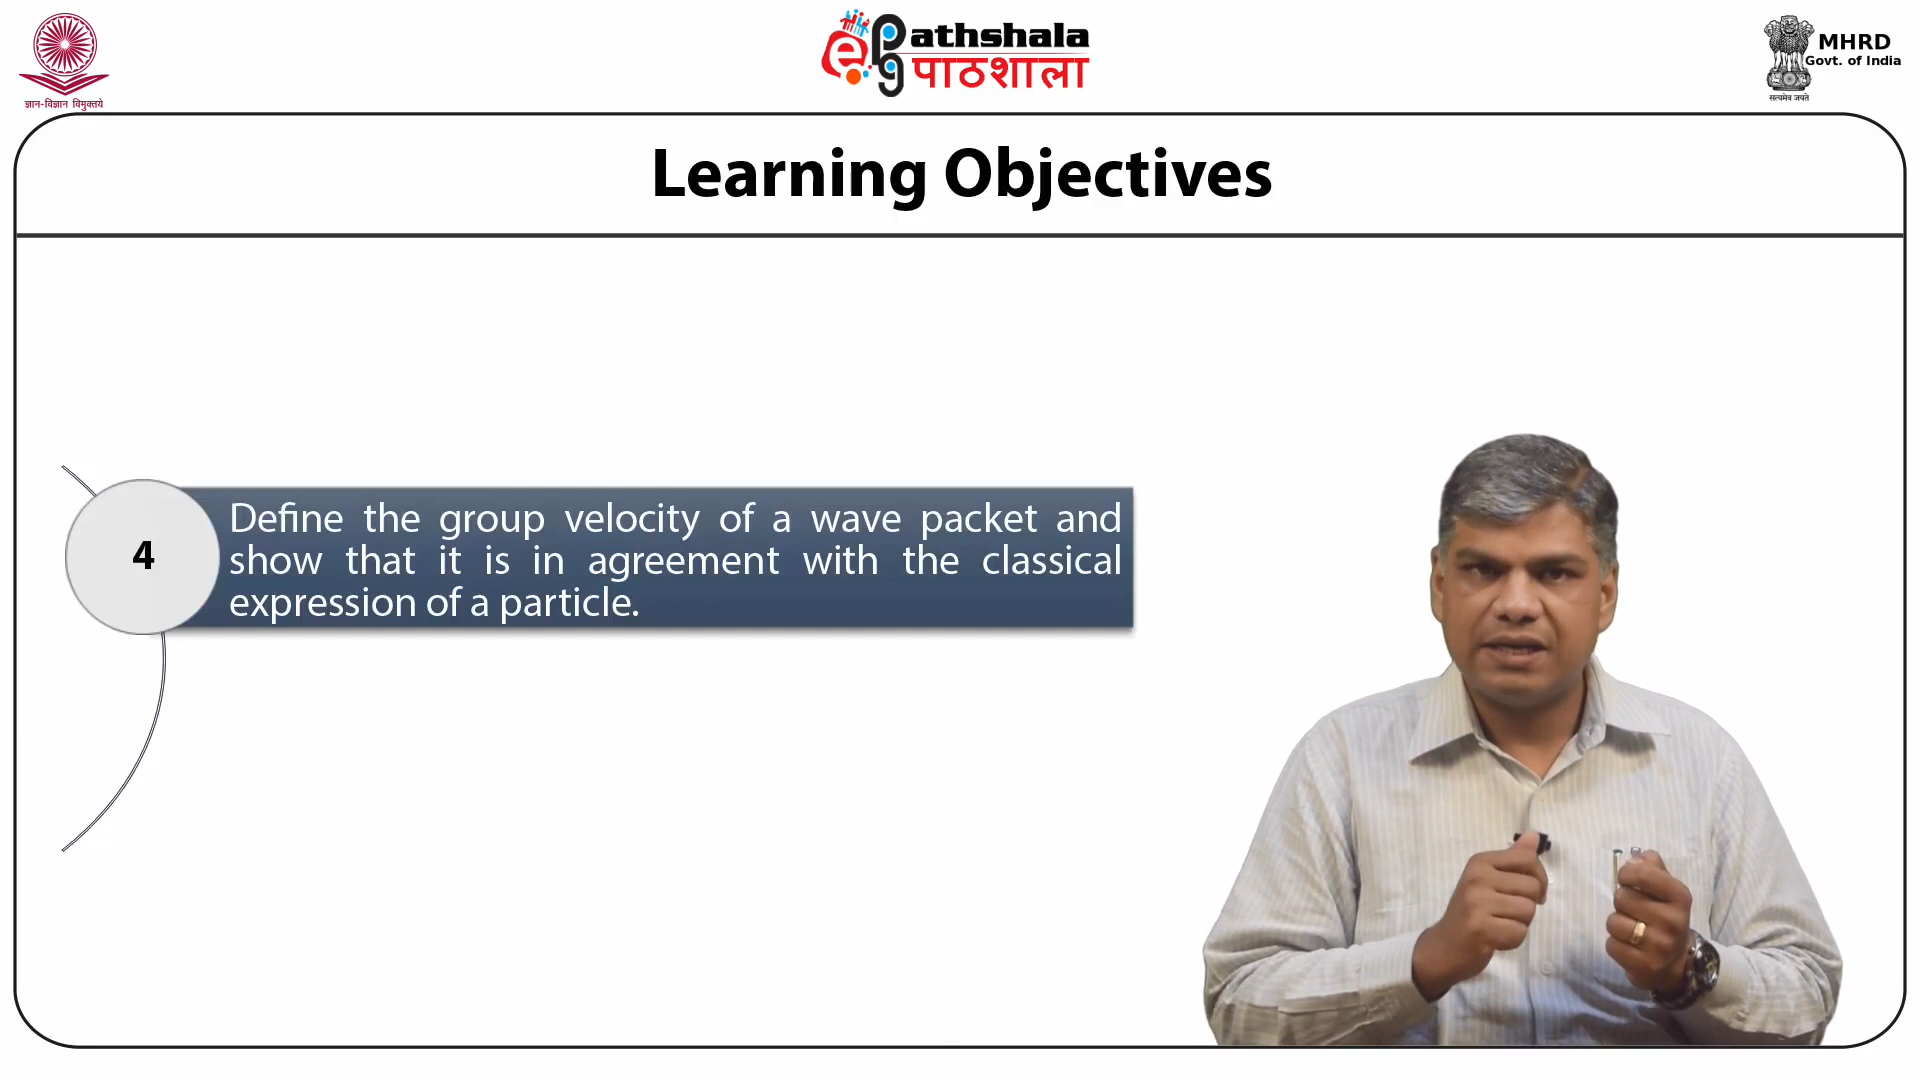 ज्ञान-विज्ञान विमुक्तये
ePathshala
पाठशाला
MHRD
Govt. of India
सत्यमेव जयते
Learning Objectives
4
Define the group velocity of a wave packet and
show that it is in agreement with the classical
expression of a particle.